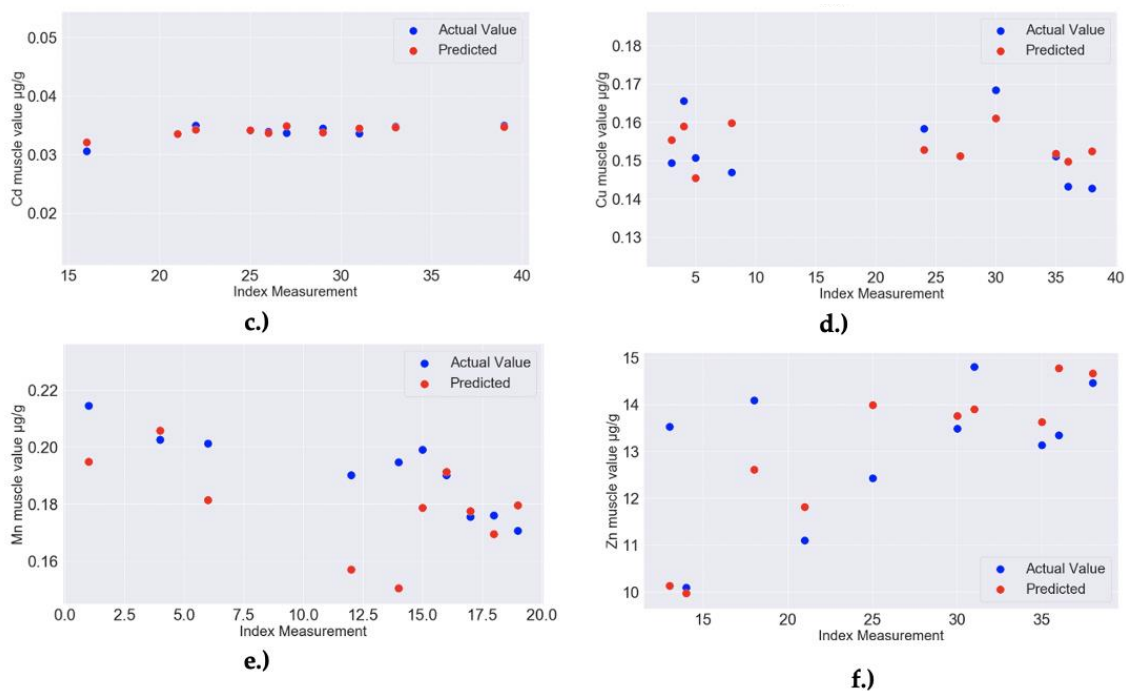 0.05
0.04
0.03
0.02
Cd muscle value µg/g
Actual Value
Predicted
15 20 25 30 35 40
Index Measurement
c.)
0.18
0.17
0.16
0.15
0.14
0.13
Cu muscle value µg/g
Actual Value
Predicted
5 10 15 20 25 30 35 40
Index Measurement
d.)
0.22
0.20
0.18
0.16
Mn muscle value µg/g
Actual Value
Predicted
0.0 2.5 5.0 7.5 10.0 12.5 15.0 17.5 20.0
Index Measurement
e.)
15
14
13
12
11
10
Zn muscle value µg/g
Actual Value
Predicted
15 20 25 30 35
Index Measurement
f.)